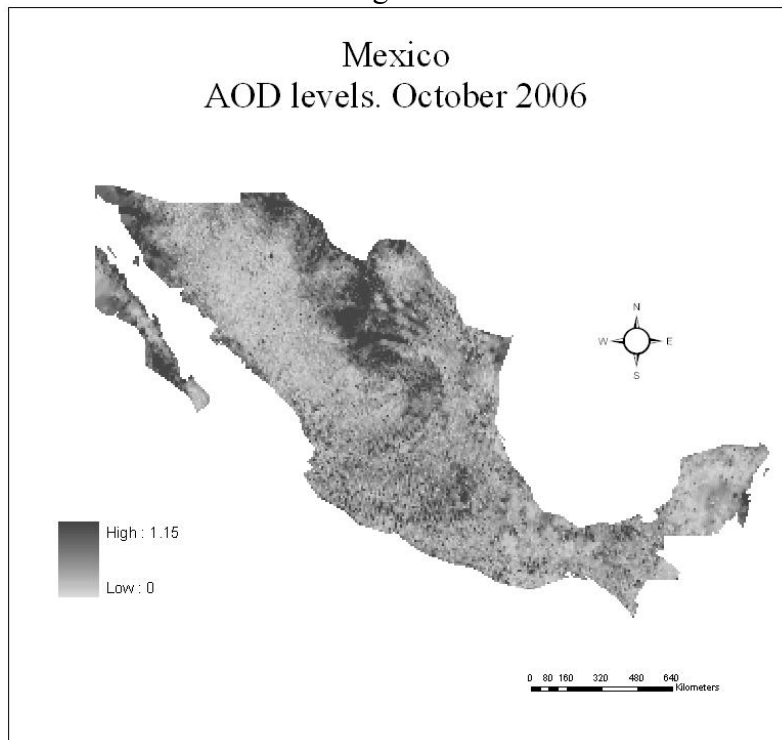 Mexico
AOD levels. October 2006
N
W E
S
High : 1.15
Low : 0
0 80 160 320 480 640
Kilometers